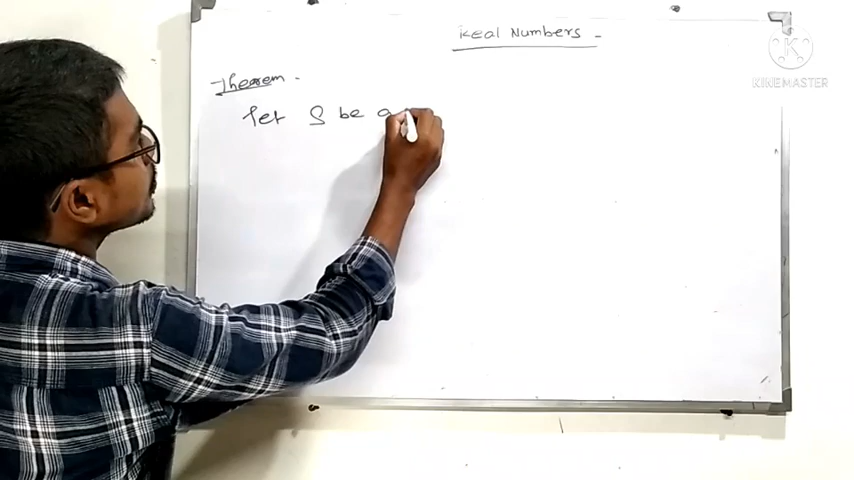 Real Numbers -
Theorem -
let S be a
KINEMASTER